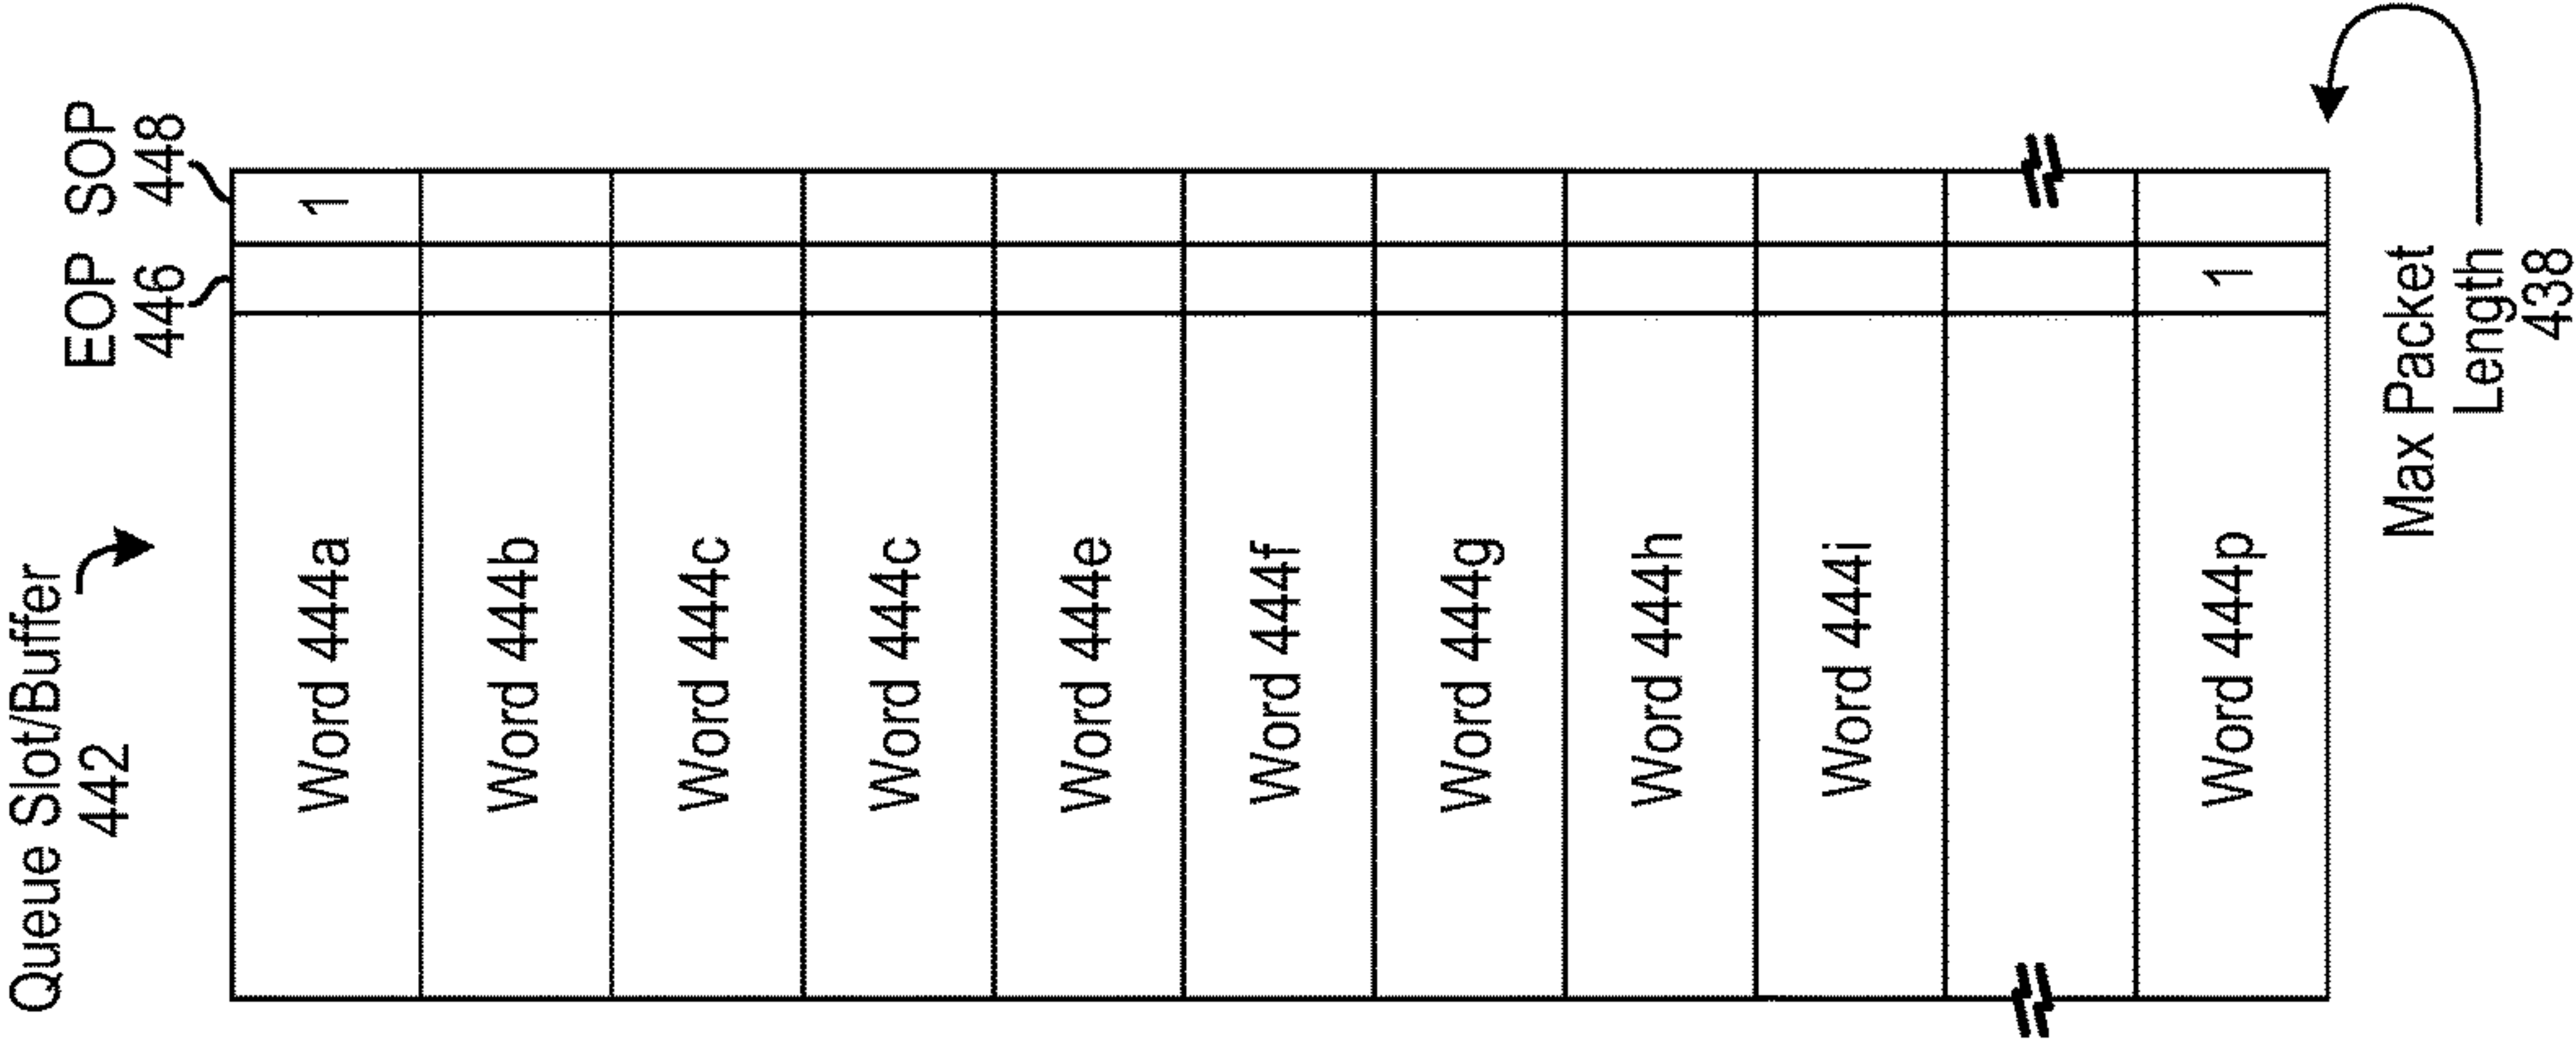 Queue Slot/Buffer
442
EOP
446
SOP
448
Word 444a
1
Word 444b
Word 444c
Word 444c
Word 444e
Word 444f
Word 444g
Word 444h
Word 444i
Word 444p
1
Max Packet
Length
438